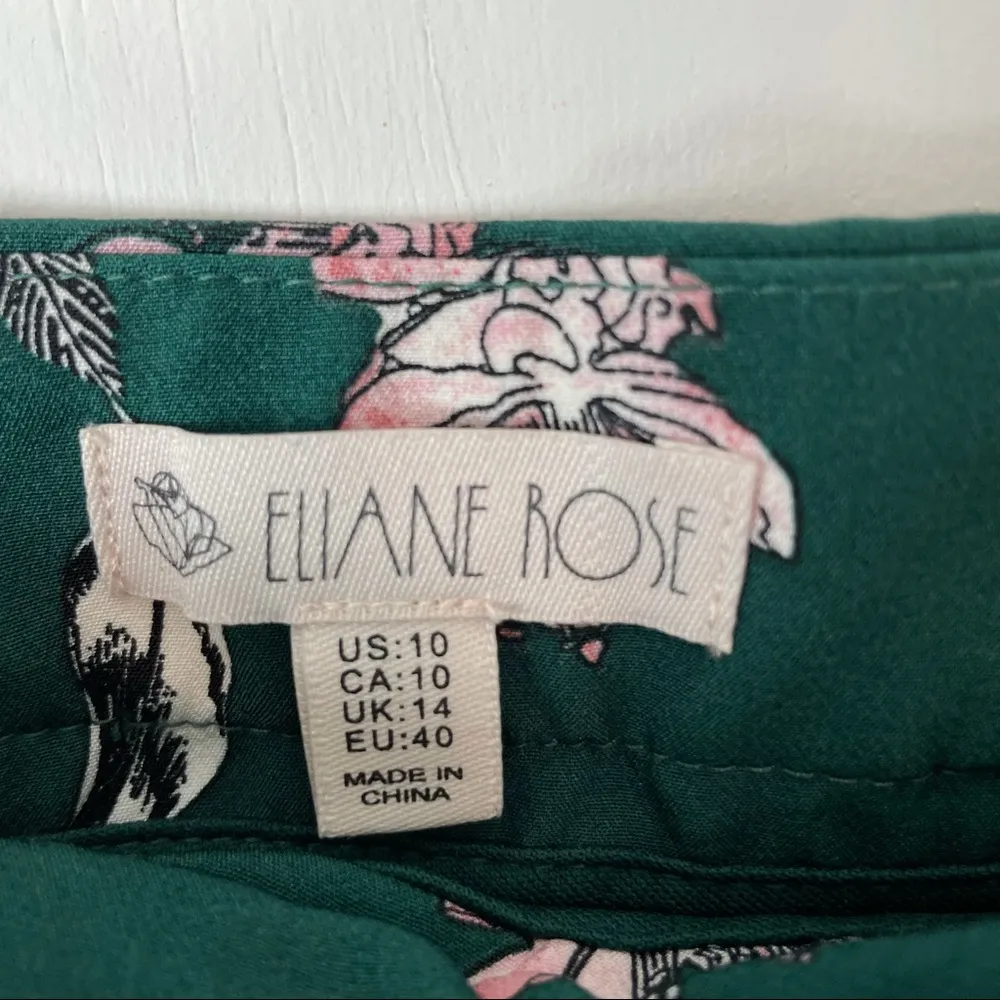 ELIANE ROSE
US:10
CA:10
UK:14
EU:40
MADE IN
CHINA